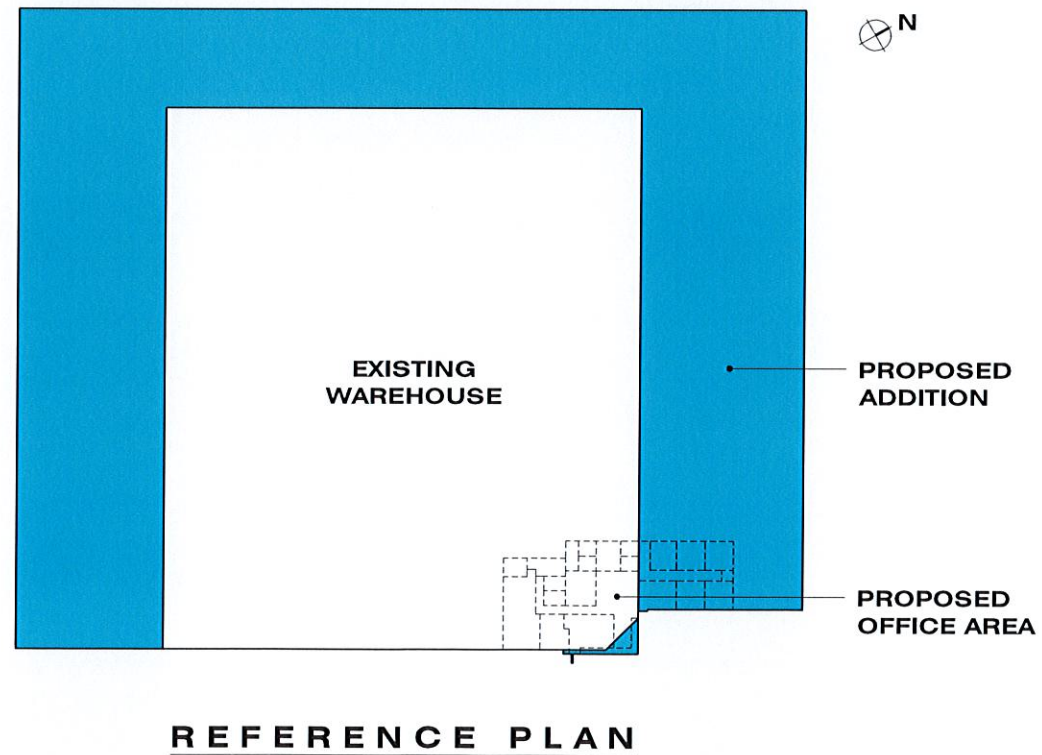 N
EXISTING
WAREHOUSE
PROPOSED
ADDITION
PROPOSED
OFFICE AREA
REFERENCE PLAN